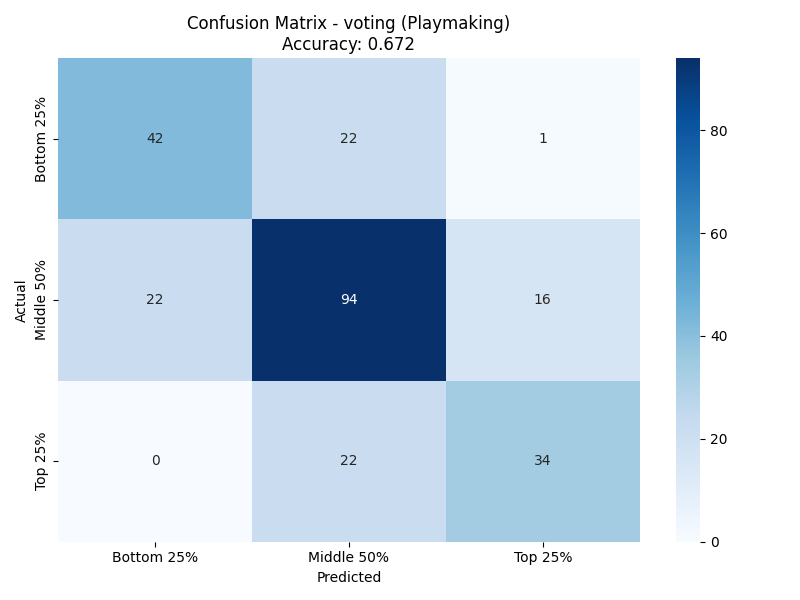 Confusion Matrix - voting (Playmaking)
Accuracy: 0.672
Actual
Bottom 25%
Middle 50%
Top 25%
42 22 1
22 94 16
0 22 34
Bottom 25% Middle 50% Top 25%
Predicted
80
60
40
20
0